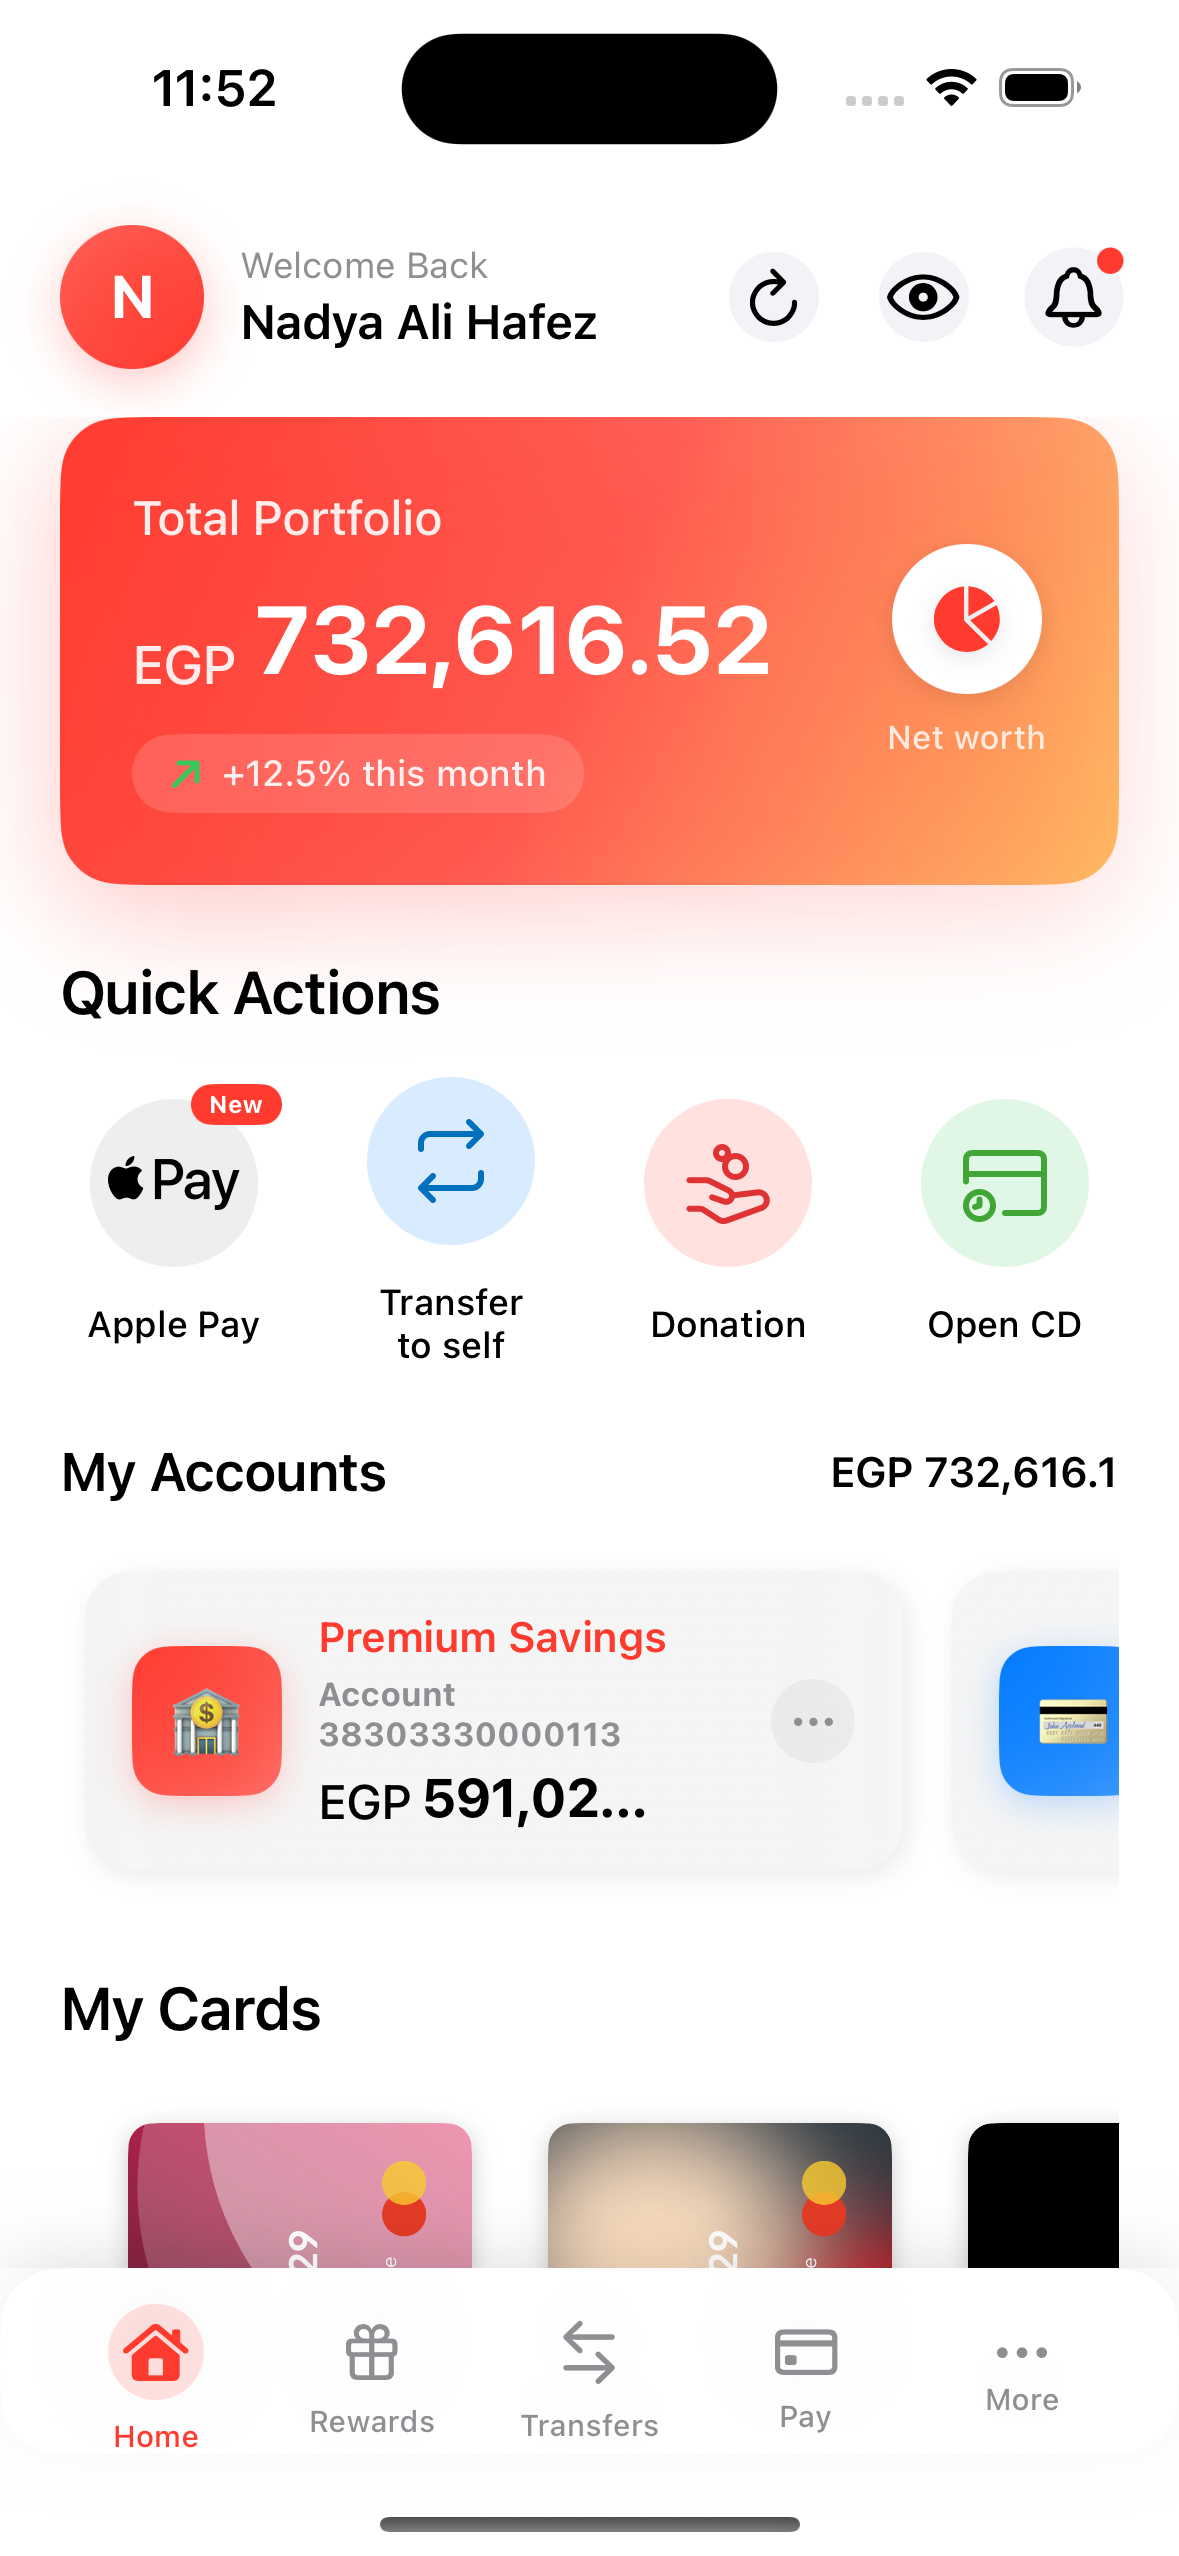 11:52
N
Welcome Back
Nadya Ali Hafez
Total Portfolio
EGP 732,616.52
+12.5% this month
Net worth
Quick Actions
New
Pay
Apple Pay
Transfer
to self
Donation
Open CD
My Accounts
EGP 732,616.1
Premium Savings
Account
38303330000113
EGP 591,02...
My Cards
29
e
29
e
Home
Rewards
Transfers
Pay
More